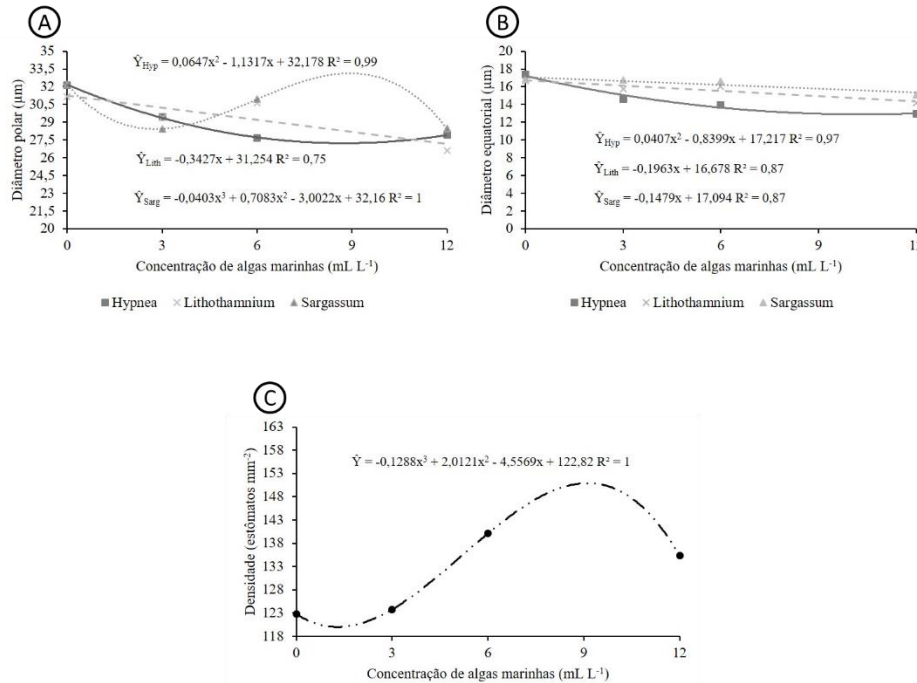 A
Diâmetro polar (µm)
35
33,5
32
30,5
29
27,5
26
24,5
23
21,5
20
ŶHyp = 0,0647x² - 1,1317x + 32,178 R² = 0,99
ŶLith = -0,3427x + 31,254 R² = 0,75
ŶSarg = -0,0403x³ + 0,7083x² - 3,0022x + 32,16 R² = 1
0 3 6 9 12
Concentração de algas marinhas (mL L⁻¹)
Hypnea Lithothamnium Sargassum
B
Diâmetro equatorial (µm)
20
18
16
14
12
10
8
6
4
2
0
ŶHyp = 0,0407x² - 0,8399x + 17,217 R² = 0,97
ŶLith = -0,1963x + 16,678 R² = 0,87
ŶSarg = -0,1479x + 17,094 R² = 0,87
0 3 6 9 12
Concentração de algas marinhas (mL L⁻¹)
Hypnea Lithothamnium Sargassum
C
Densidade (estômatos mm⁻²)
163
158
153
148
143
138
133
128
123
118
Ŷ = -0,1288x³ + 2,0121x² - 4,5569x + 122,82 R² = 1
0 3 6 9 12
Concentração de algas marinhas (mL L⁻¹)